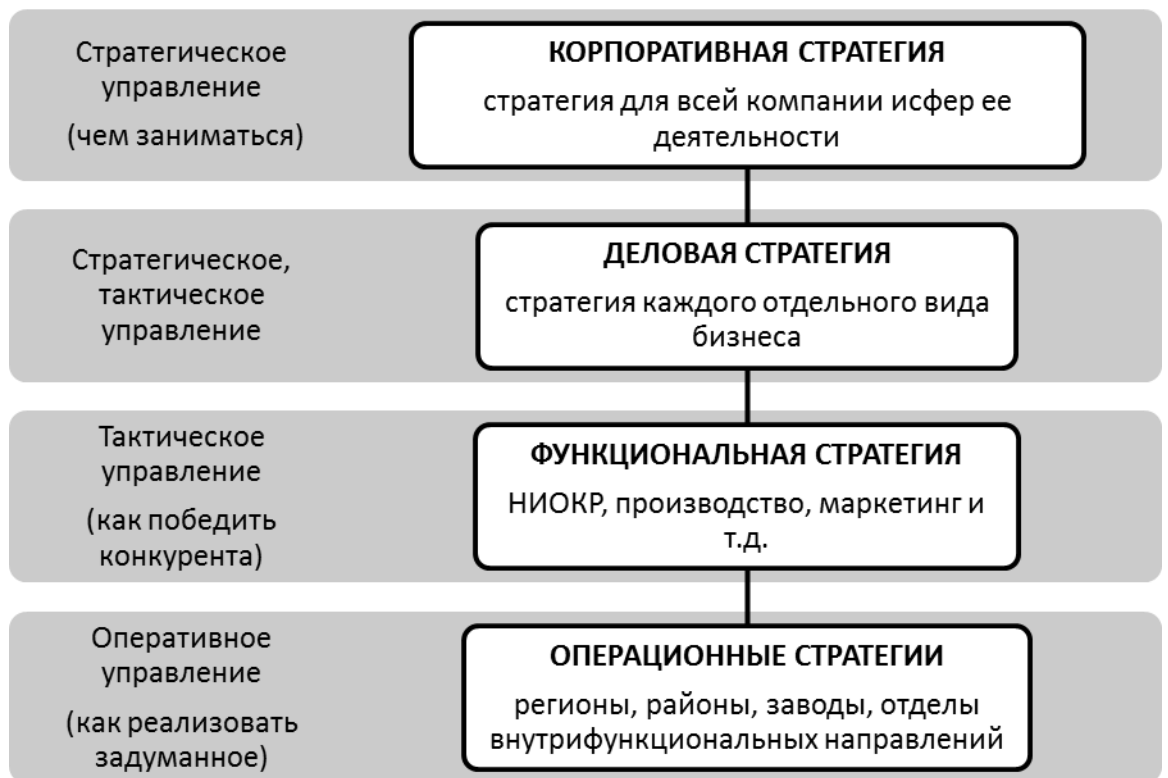 Стратегическое
управление
(чем заниматься)
КОРПОРАТИВНАЯ СТРАТЕГИЯ
стратегия для всей компании исфер ее
деятельности
Стратегическое,
тактическое
управление
ДЕЛОВАЯ СТРАТЕГИЯ
стратегия каждого отдельного вида
бизнеса
Тактическое
управление
(как победить
конкурента)
ФУНКЦИОНАЛЬНАЯ СТРАТЕГИЯ
НИОКР, производство, маркетинг и
т.д.
Оперативное
управление
(как реализовать
задуманное)
ОПЕРАЦИОННЫЕ СТРАТЕГИИ
регионы, районы, заводы, отделы
внутрифункциональных направлений